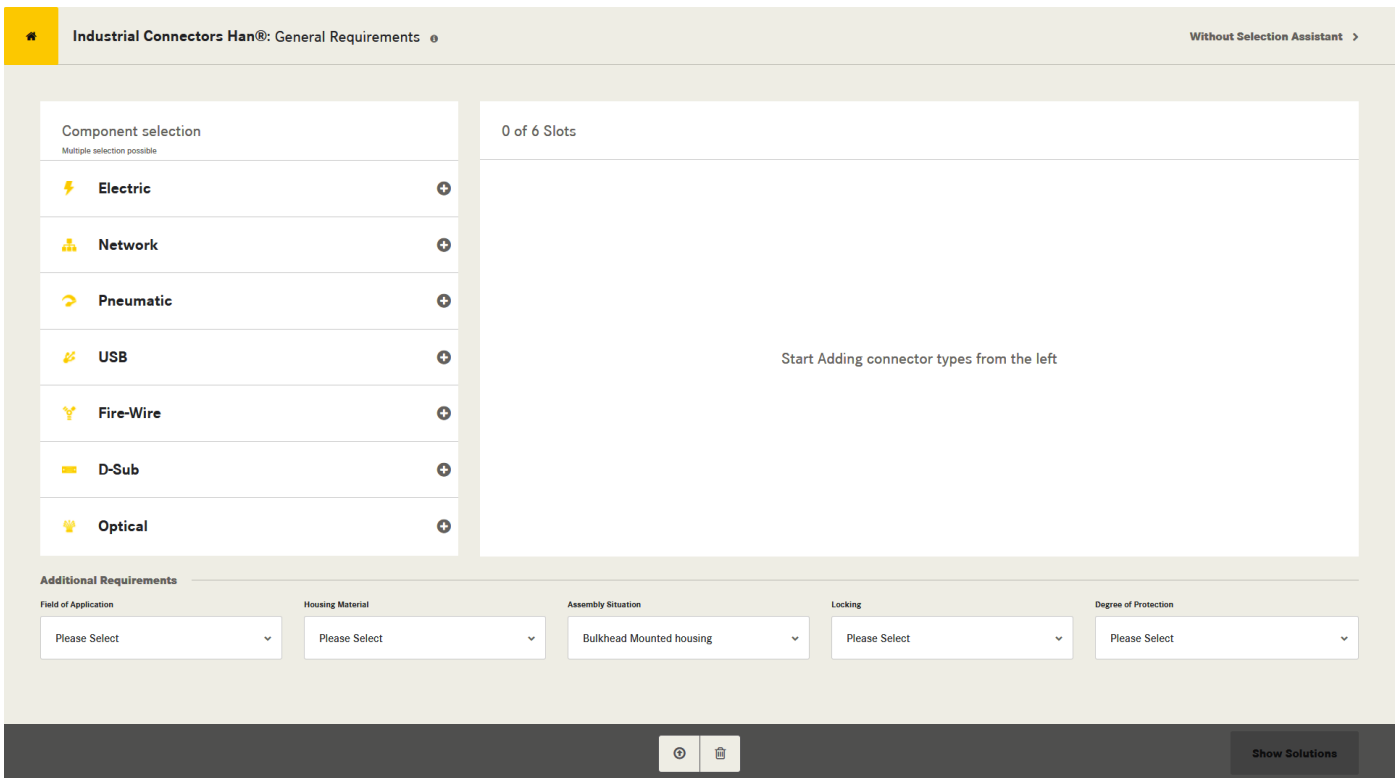 Industrial Connectors Han®: General Requirements
Without Selection Assistant
Component selection
Multiple selection possible
0 of 6 Slots
Electric
Network
Pneumatic
USB
Fire-Wire
D-Sub
Optical
Start Adding connector types from the left
Additional Requirements
Field of Application
Housing Material
Assembly Situation
Locking
Degree of Protection
Please Select
Please Select
Bulkhead Mounted housing
Please Select
Please Select
Show Solutions